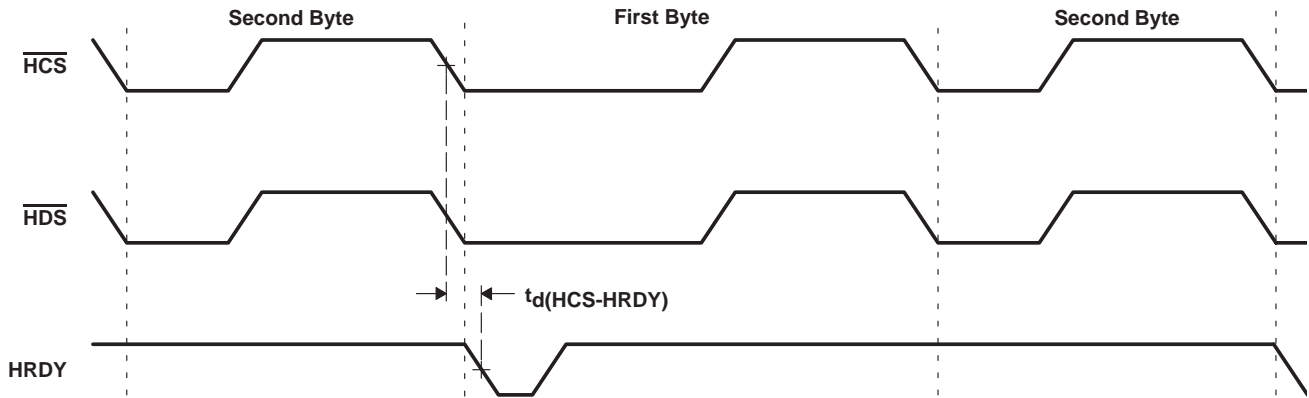 Second Byte
First Byte
Second Byte
HCS
HDS
td(HCS-HRDY)
HRDY